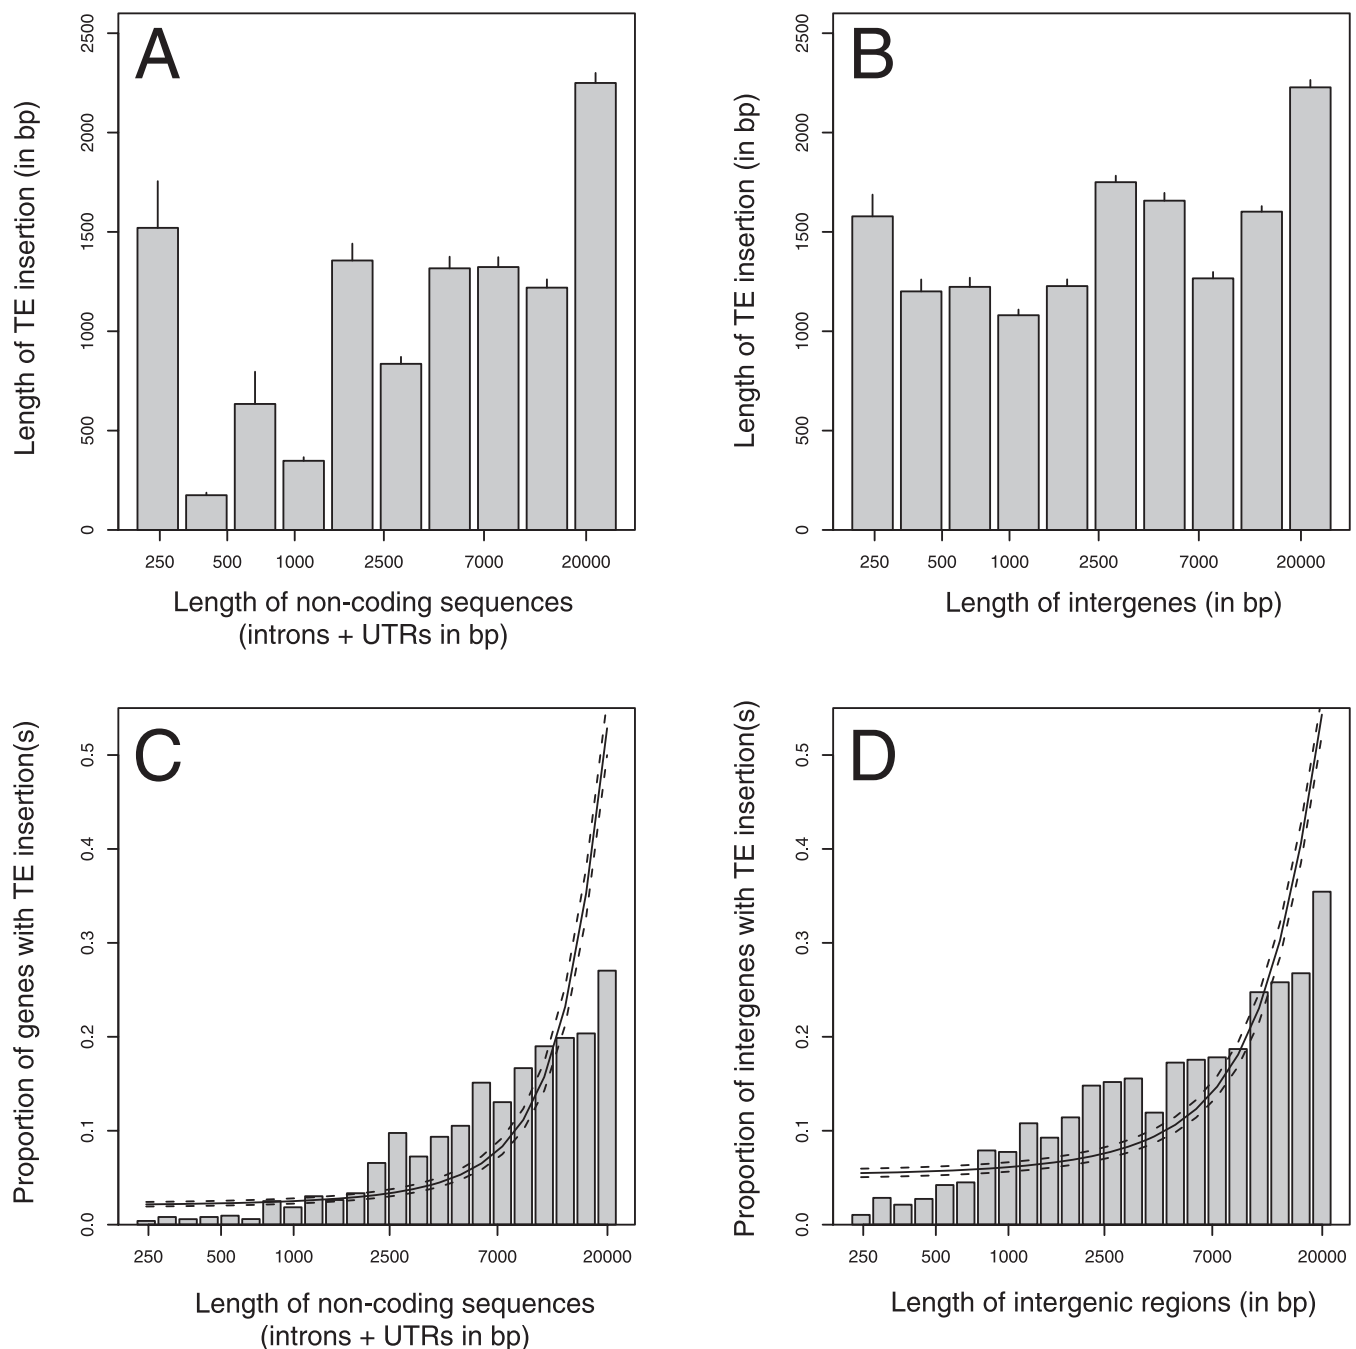 A
Length of TE insertion (in bp)
2500
2000
1500
1000
500
0
250 500 1000 2500 7000 20000
Length of non-coding sequences
(introns + UTRs in bp)
B
Length of TE insertion (in bp)
2500
2000
1500
1000
500
0
250 500 1000 2500 7000 20000
Length of intergenes (in bp)
C
Proportion of genes with TE insertion(s)
0.5
0.4
0.3
0.2
0.1
0.0
250 500 1000 2500 7000 20000
Length of non-coding sequences
(introns + UTRs in bp)
D
Proportion of intergenes with TE insertion(s)
0.5
0.4
0.3
0.2
0.1
0.0
250 500 1000 2500 7000 20000
Length of intergenic regions (in bp)